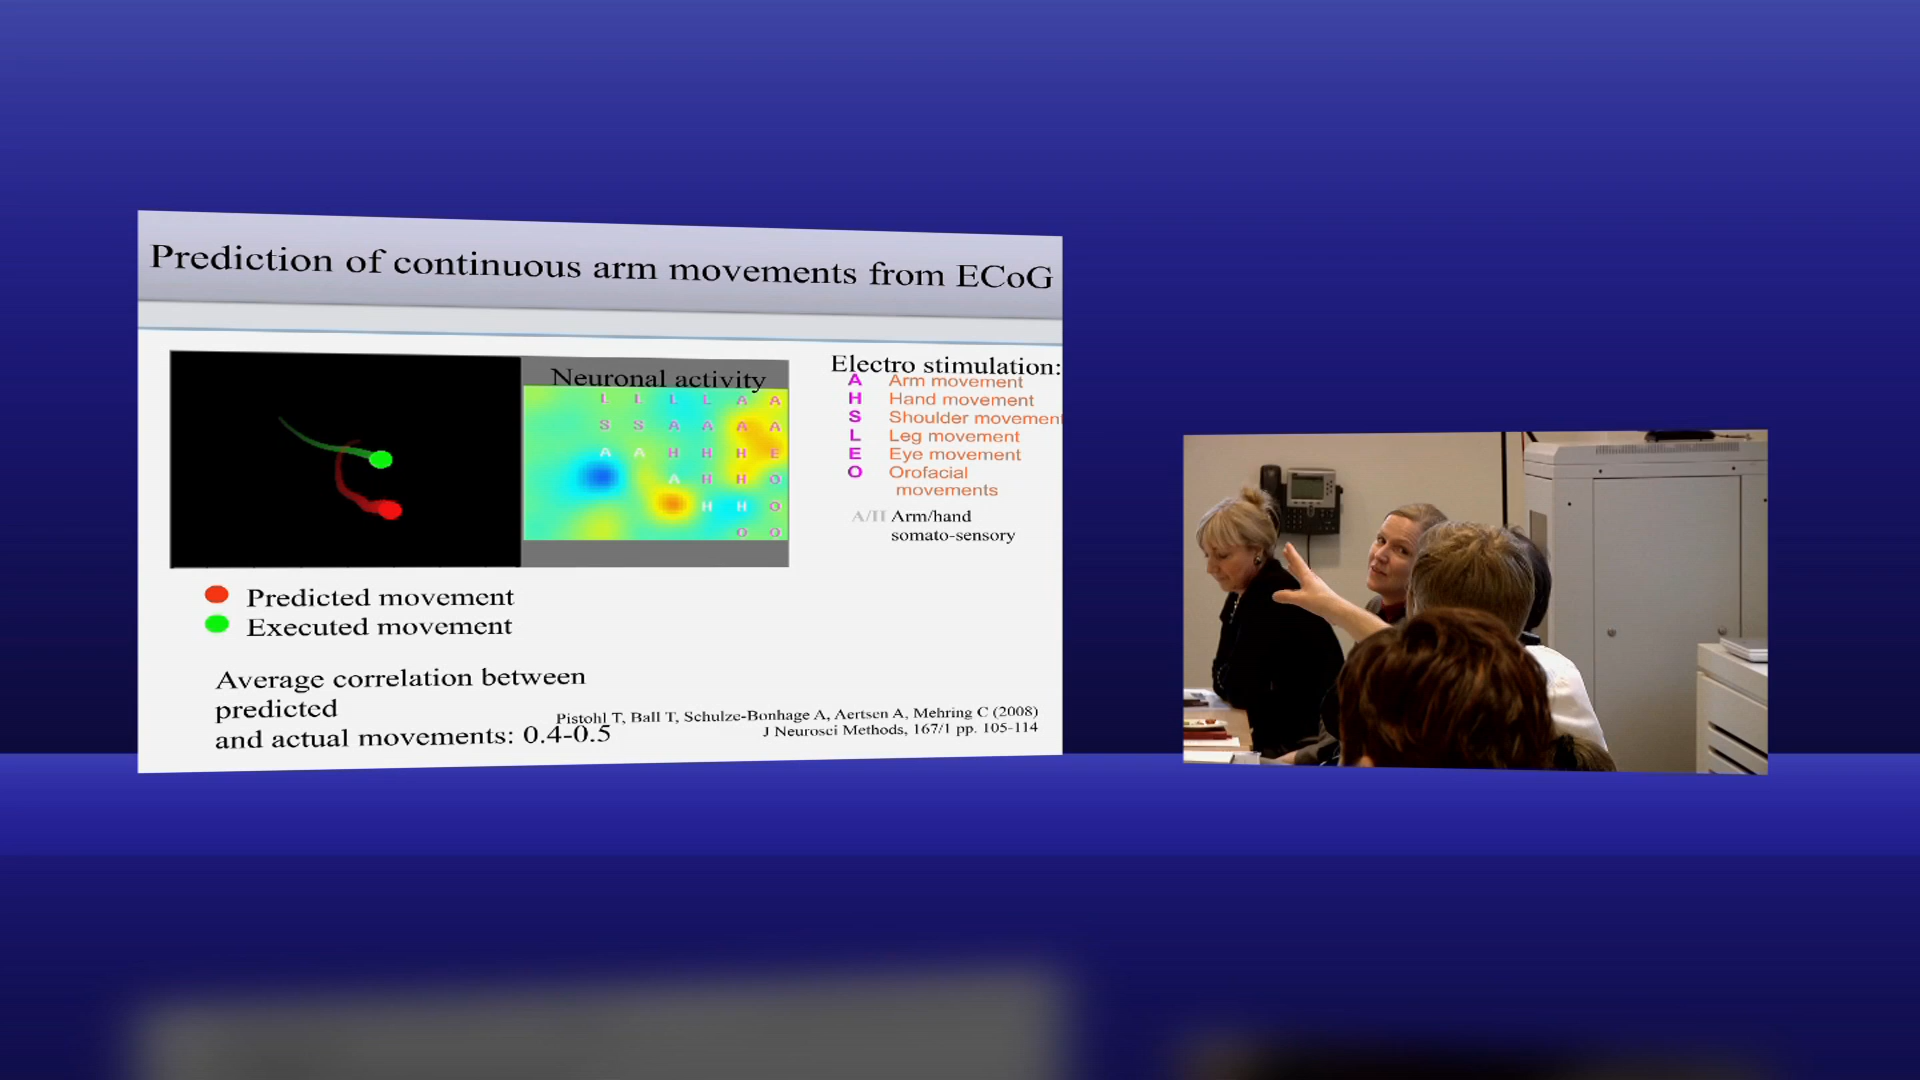 Prediction of continuous arm movements from ECoG
Neuronal activity
L L L L A A
S S A A A A
A A H H H E
A H H O
H H O
O O
Electro stimulation:
A Arm movement
H Hand movement
S Shoulder movement
L Leg movement
E Eye movement
O Orofacial
movements
A/H Arm/hand
somato-sensory
Predicted movement
Executed movement
Average correlation between
predicted
and actual movements: 0.4-0.5
Pistohl T, Ball T, Schulze-Bonhage A, Aertsen A, Mehring C (2008)
J Neurosci Methods, 167/1 pp. 105-114